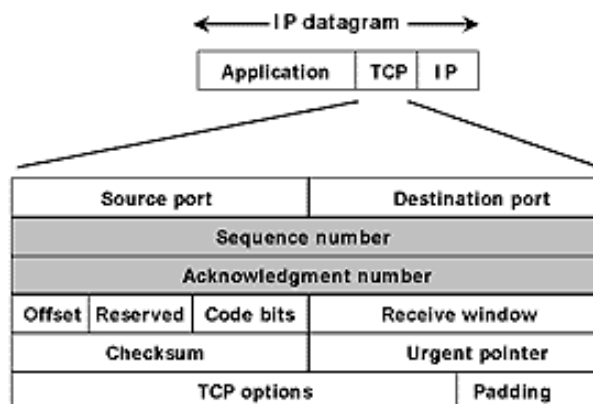 IP datagram
Application TCP IP
Source port Destination port
Sequence number
Acknowledgment number
Offset Reserved Code bits Receive window
Checksum Urgent pointer
TCP options Padding